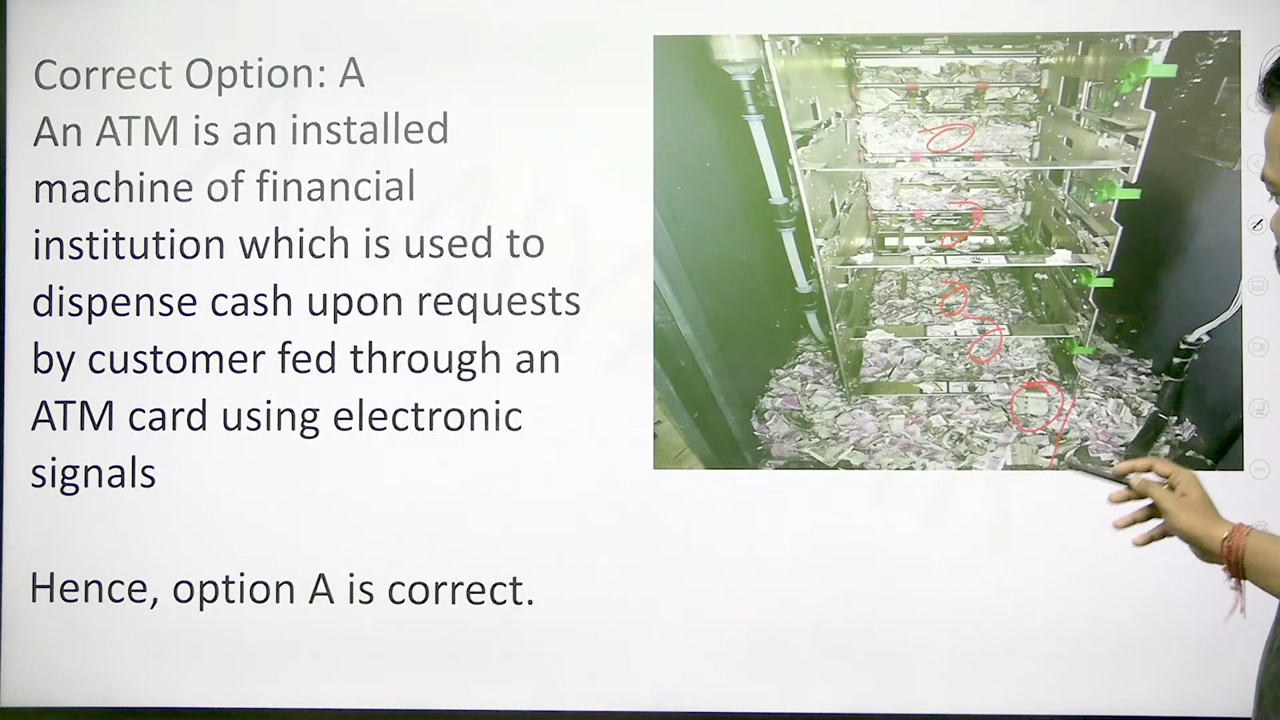 Correct Option: A
An ATM is an installed
machine of financial
institution which is used to
dispense cash upon requests
by customer fed through an
ATM card using electronic
signals
Hence, option A is correct.